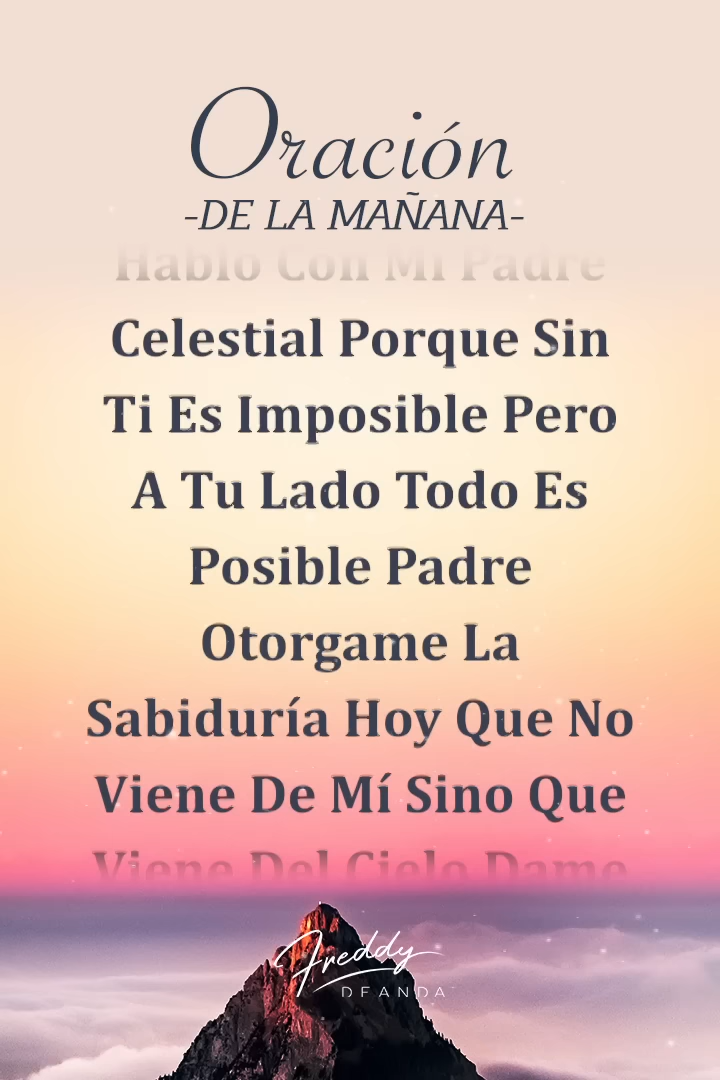 Oración
-DE LA MAÑANA-
Hablo Con Mi Padre
Celestial Porque Sin
Ti Es Imposible Pero
A Tu Lado Todo Es
Posible Padre
Otorgame La
Sabiduría Hoy Que No
Viene De Mí Sino Que
Viene Del Cielo Dame
Freddy
DEANDA